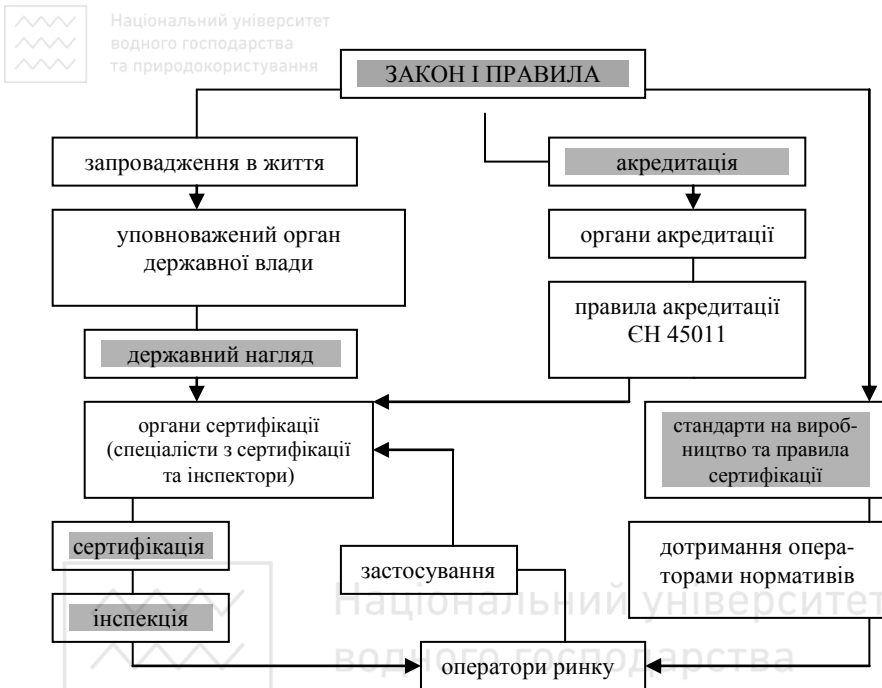 Національний університет
водного господарства
та природокористування
ЗАКОН І ПРАВИЛА
запровадження в життя
акредитація
уповноважений орган
державної влади
органи акредитації
правила акредитації
ЄН 45011
державний нагляд
органи сертифікації
(спеціалісти з сертифікації
та інспектори)
стандарти на вироб-
ництво та правила
сертифікації
сертифікація
застосування
дотримання опера-
торами нормативів
інспекція
Національний університет
водного господарства
оператори ринку